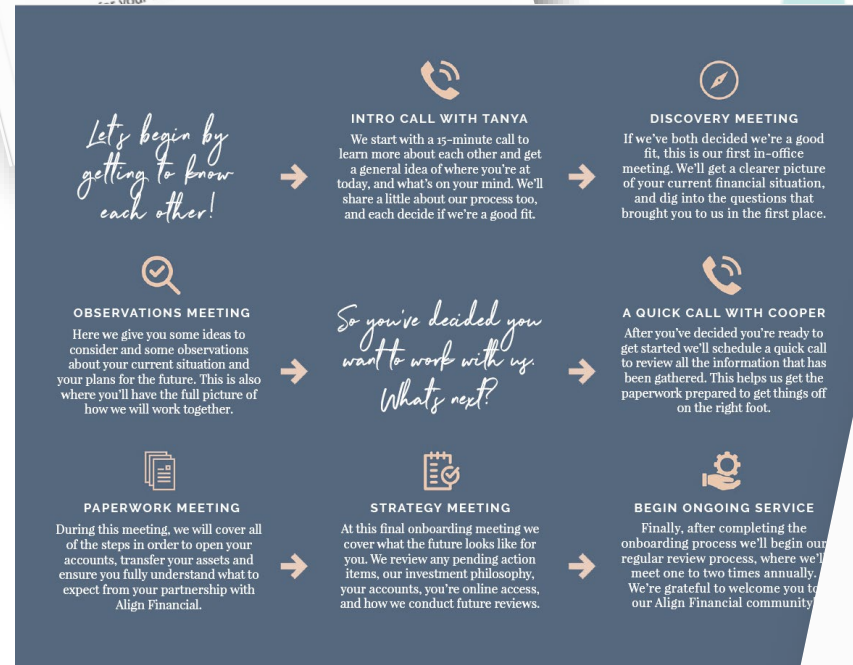 for you.
Let's begin by
getting to know
each other!
INTRO CALL WITH TANYA
We start with a 15-minute call to
learn more about each other and get
a general idea of where you're at
today, and what's on your mind. We'll
share a little about our process too,
and each decide if we're a good fit.
DISCOVERY MEETING
If we've both decided we're a good
fit, this is our first in-office
meeting. We'll get a clearer picture
of your current financial situation,
and dig into the questions that
brought you to us in the first place.
OBSERVATIONS MEETING
Here we give you some ideas to
consider and some observations
about your current situation and
your plans for the future. This is also
where you'll have the full picture of
how we will work together.
So you've decided you
want to work with us.
What's next?
A QUICK CALL WITH COOPER
After you've decided you're ready to
get started we'll schedule a quick call
to review all the information that has
been gathered. This helps us get the
paperwork prepared to get things off
on the right foot.
PAPERWORK MEETING
During this meeting, we will cover all
of the steps in order to open your
accounts, transfer your assets and
ensure you fully understand what to
expect from your partnership with
Align Financial.
STRATEGY MEETING
At this final onboarding meeting we
cover what the future looks like for
you. We review any pending action
items, our investment philosophy,
your accounts, you're online access,
and how we conduct future reviews.
BEGIN ONGOING SERVICE
Finally, after completing the
onboarding process we'll begin our
regular review process, where we'll
meet one to two times annually.
We're grateful to welcome you to
our Align Financial community!